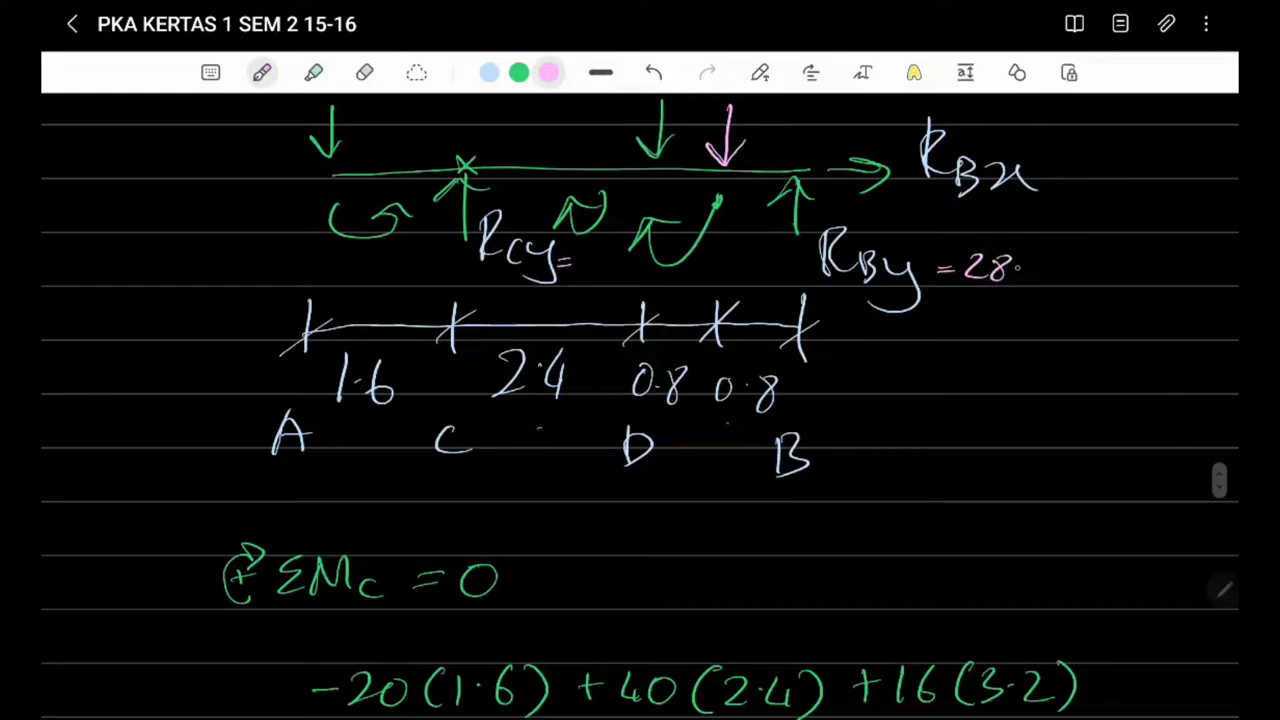 PKA KERTAS 1 SEM 2 15-16
RBx
RCy=
RBy = 28.
1.6 2.4 0.8 0.8
A C D B
+ ΣMC = 0
-20(1.6) +40(2.4) +16(3.2)